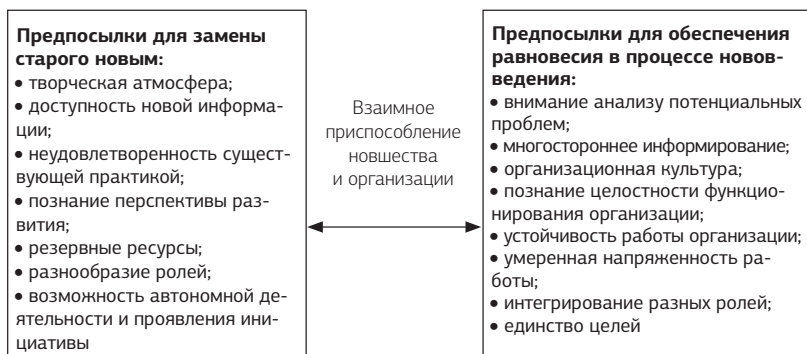 Предпосылки для замены
старого новым:
• творческая атмосфера;
• доступность новой информа-
ции;
• неудовлетворенность сущест-
вующей практикой;
• познание перспективы раз-
вития;
• резервные ресурсы;
• разнообразие ролей;
• возможность автономной де-
ятельности и проявления ини-
циативы
Взаимное
приспособление
новшества
и организации
Предпосылки для обеспечения
равновесия в процессе новов-
ведения:
• внимание анализу потенциальных
проблем;
• многостороннее информирование;
• организационная культура;
• познание целостности функцио-
нирования организации;
• устойчивость работы организации;
• умеренная напряженность ра-
боты;
• интегрирование разных ролей;
• единство целей